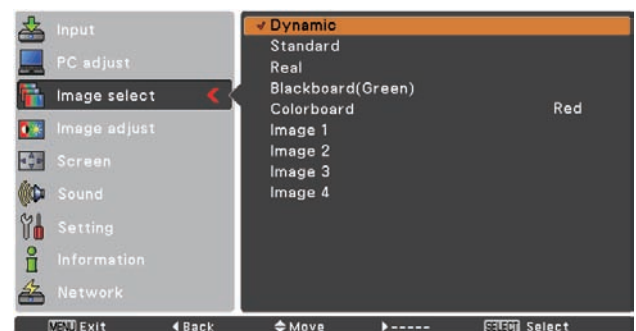 Input
PC adjust
Image select
Image adjust
Screen
Sound
Setting
Information
Network
Dynamic
Standard
Real
Blackboard(Green)
Colorboard Red
Image 1
Image 2
Image 3
Image 4
MENU Exit Back Move ----- SELECT Select